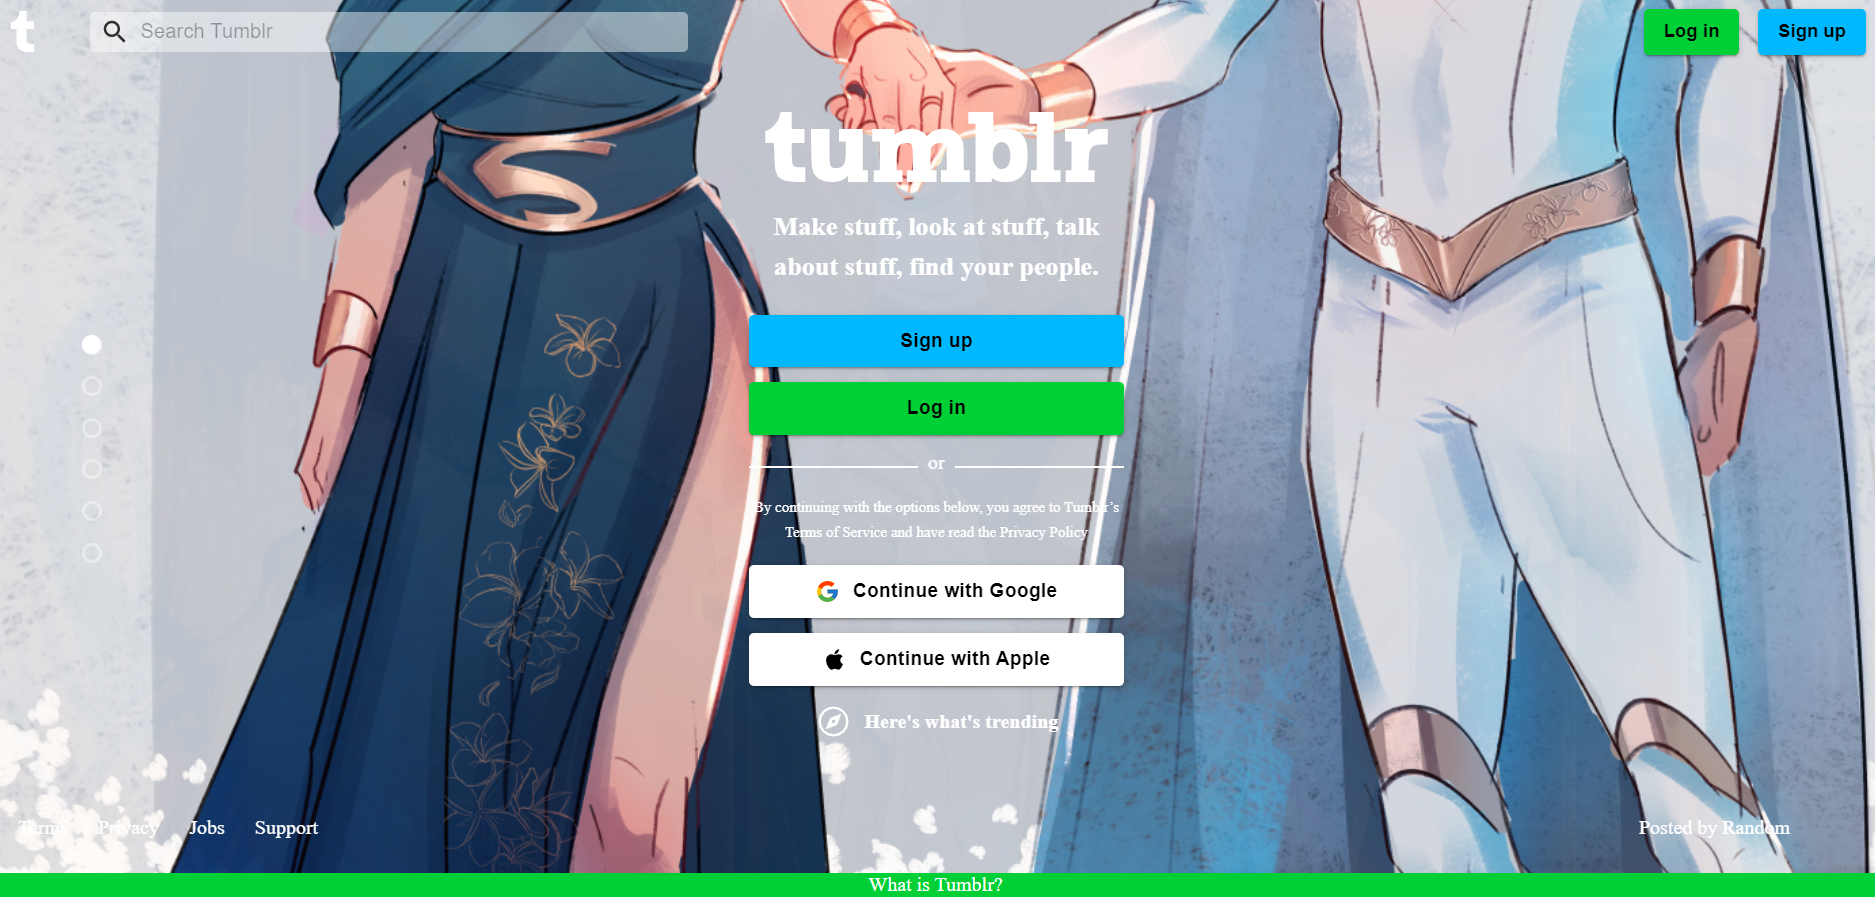 t
Search Tumblr
Log in
Sign up
tumblr
Make stuff, look at stuff, talk
about stuff, find your people.
Sign up
Log in
or
By continuing with the options below, you agree to Tumblr’s
Terms of Service and have read the Privacy Policy
Continue with Google
Continue with Apple
Here's what's trending
Terms
Privacy
Jobs
Support
Posted by Random
What is Tumblr?